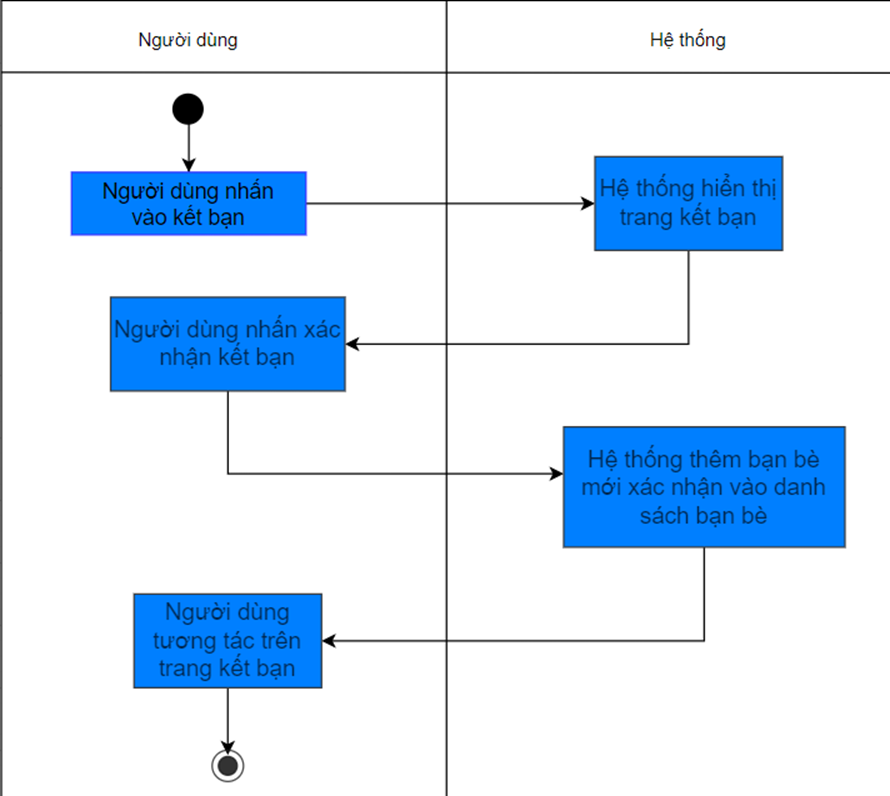 Người dùng
Hệ thống
Người dùng nhấn
vào kết bạn
Hệ thống hiển thị
trang kết bạn
Người dùng nhấn xác
nhận kết bạn
Hệ thống thêm bạn bè
mới xác nhận vào danh
sách bạn bè
Người dùng
tương tác trên
trang kết bạn